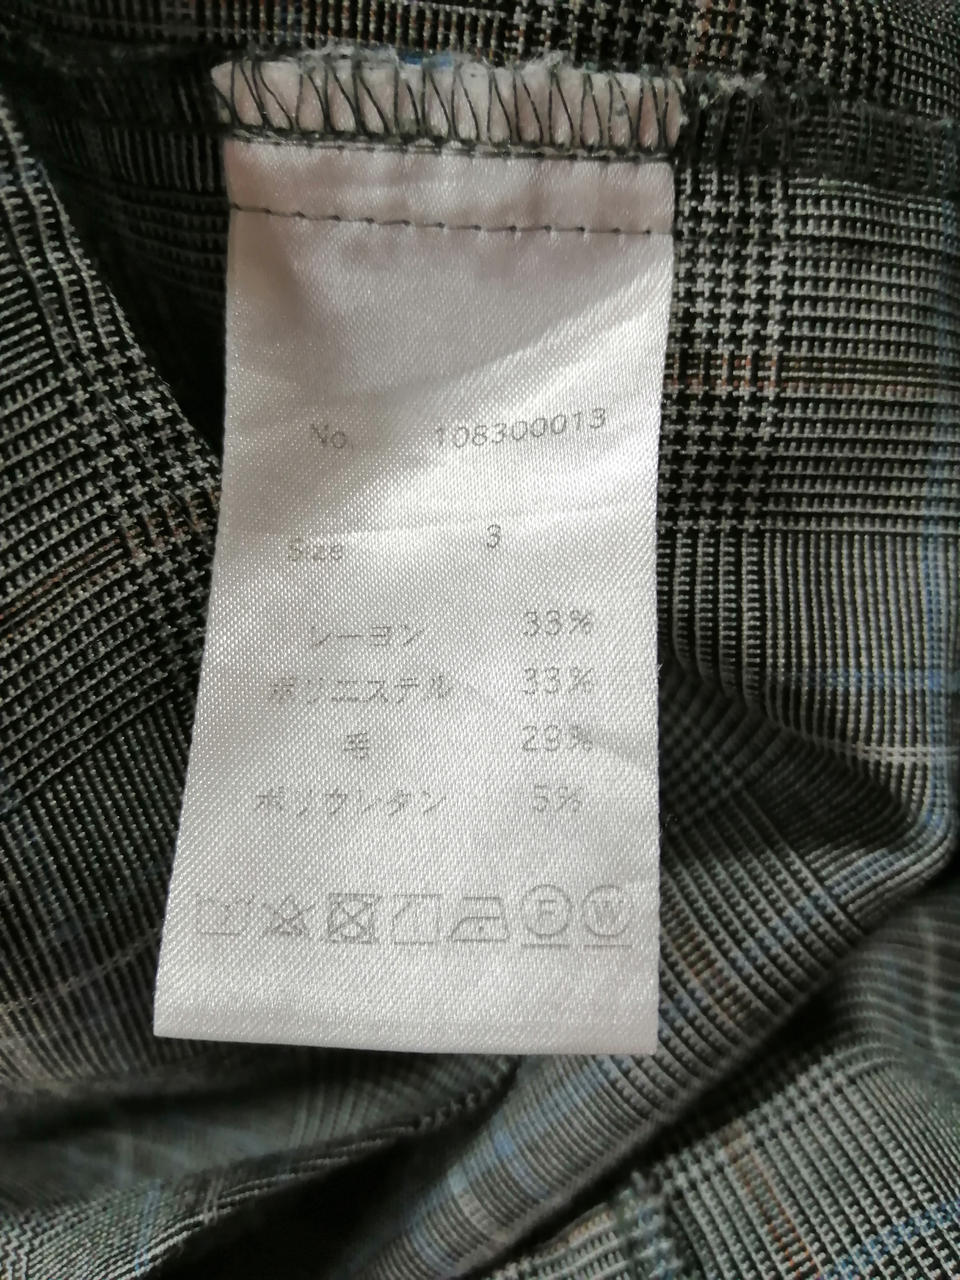 No. 108300013
Size 3
レーヨン 33%
ポリエステル 33%
毛 29%
ポリウレタン 5%
F W